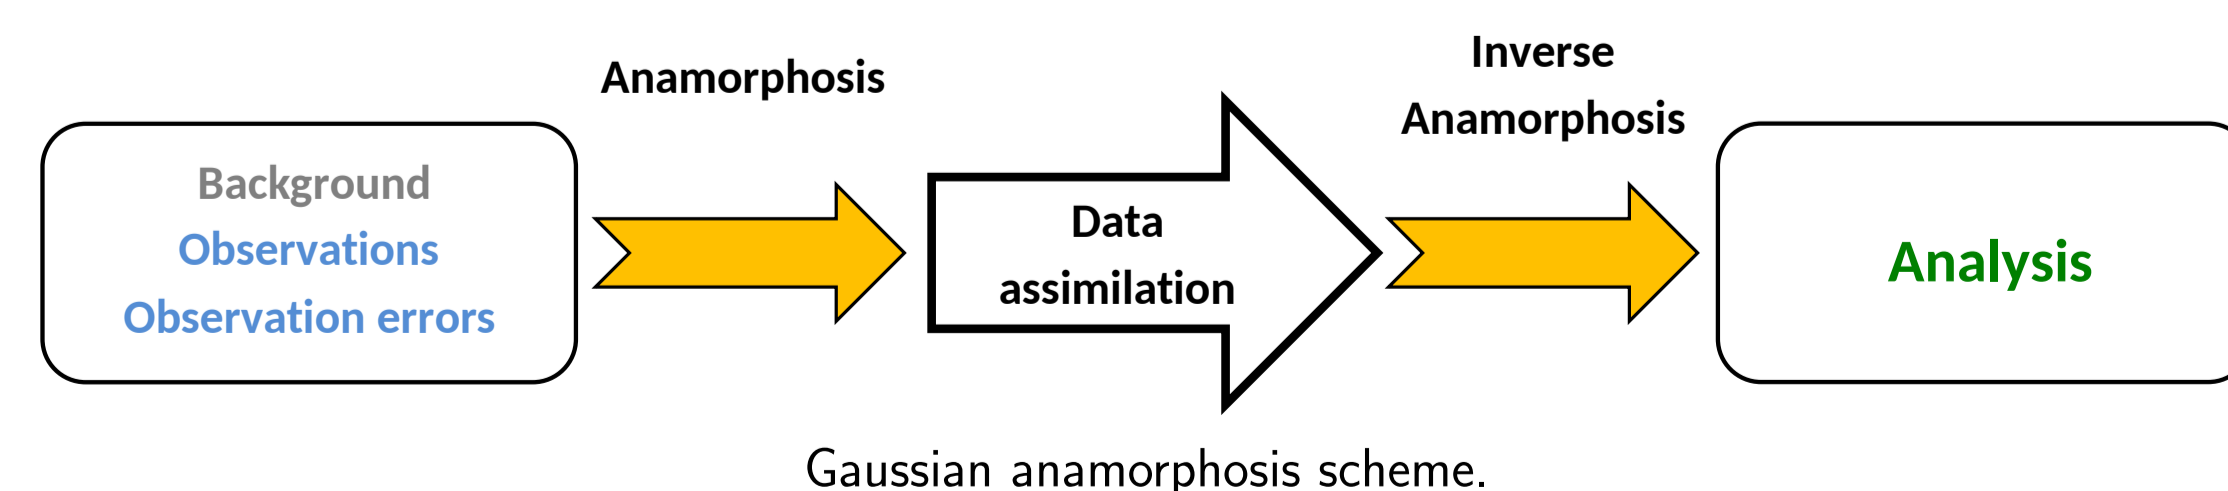 Background
Observations
Observation errors
Anamorphosis
Data
assimilation
Inverse
Anamorphosis
Analysis
Gaussian anamorphosis scheme.